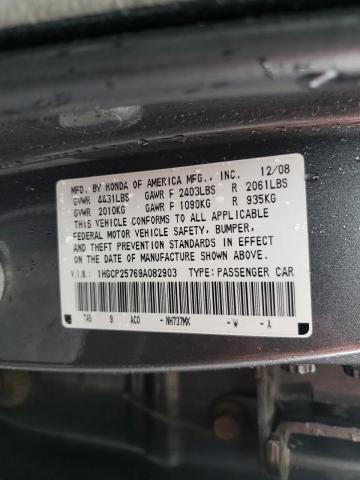 MFD. BY HONDA OF AMERICA MFG., INC. 12/08
GVWR 4431LBS GAWR F 2403LBS R 2061LBS
GVWR 2010KG GAWR F 1090KG R 935KG
THIS VEHICLE CONFORMS TO ALL APPLICABLE
FEDERAL MOTOR VEHICLE SAFETY, BUMPER,
AND THEFT PREVENTION STANDARDS IN EFFECT
ON THE DATE OF MANUFACTURE SHOWN ABOVE.
V.I.N.: 1HGCP25769A082903 TYPE: PASSENGER CAR
TA5 9 ACO - NH737MX - W - A